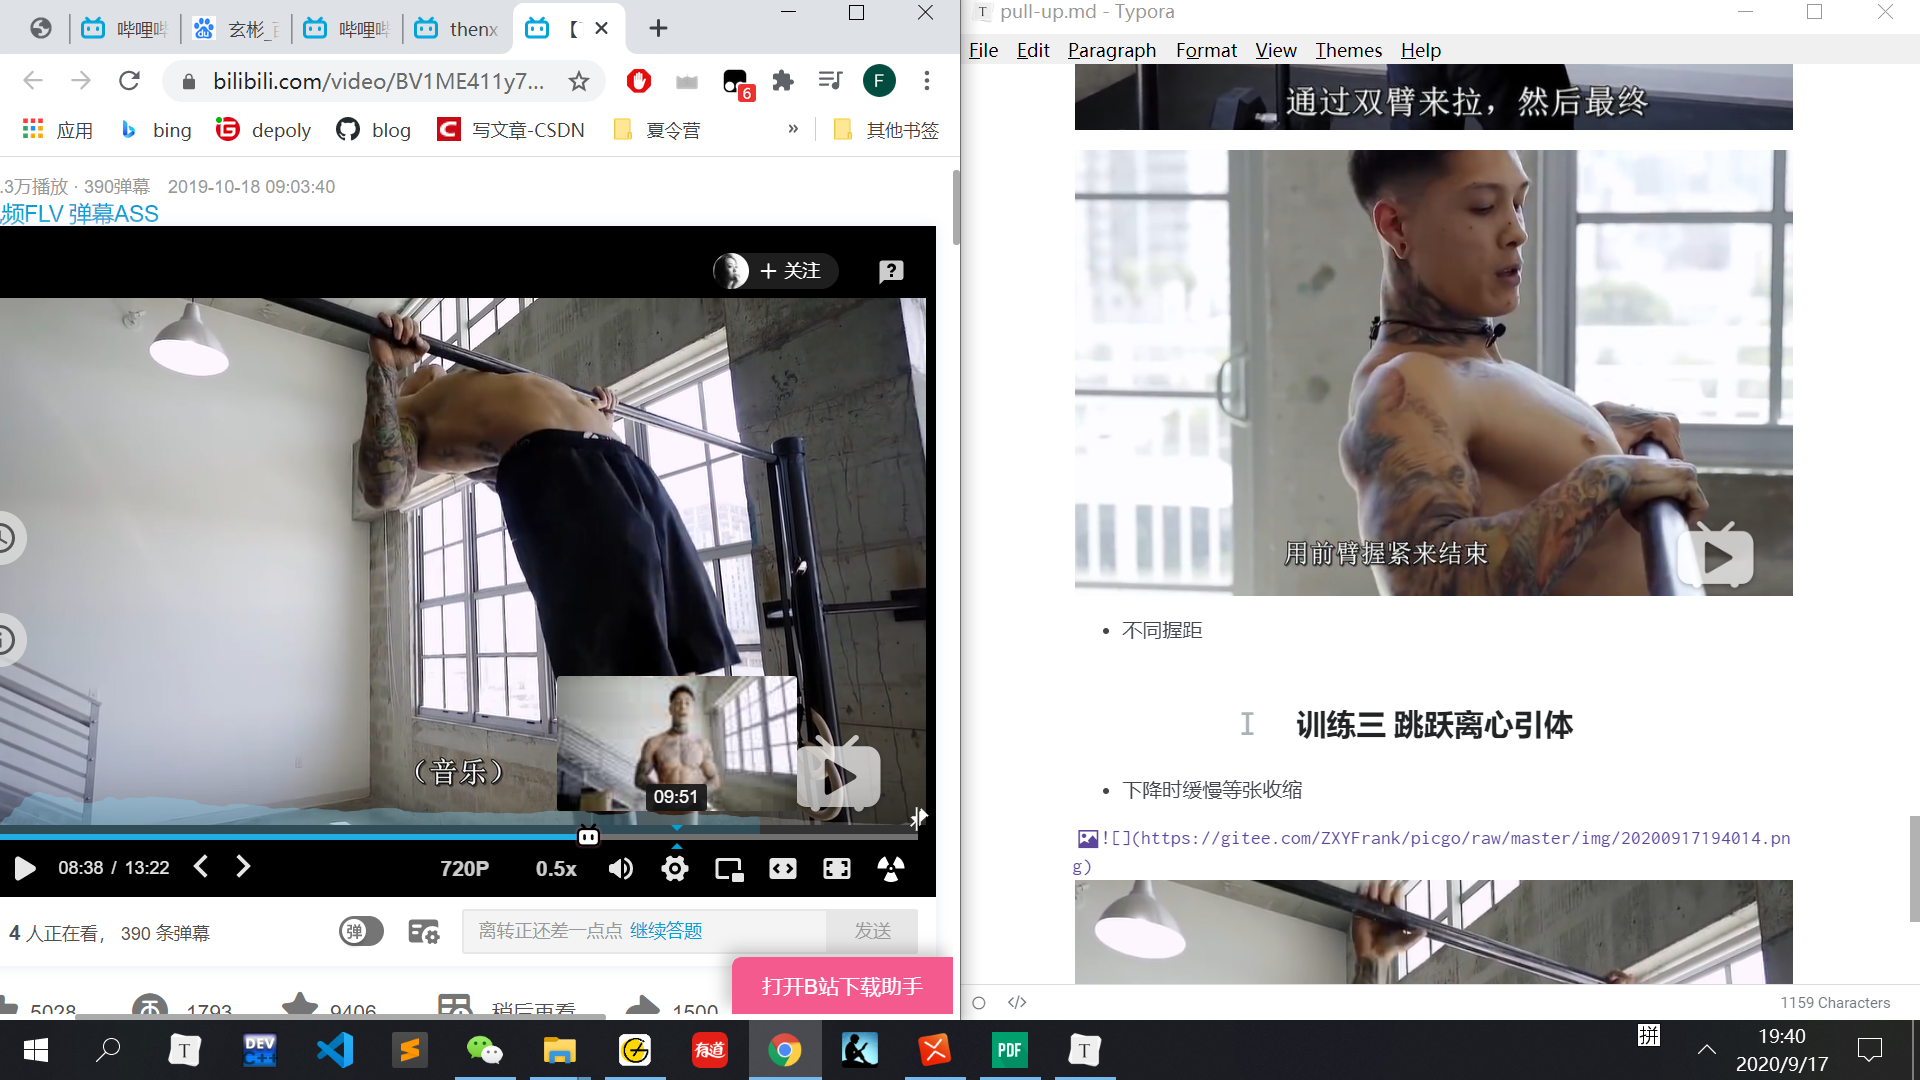 哔哩哔
玄彬_百
哔哩哔
thenx
【
bilibili.com/video/BV1ME411y7...
6
F
应用
bing
depoly
blog
写文章-CSDN
夏令营
»
其他书签
.3万播放 · 390弹幕 2019-10-18 09:03:40
频FLV 弹幕ASS
+ 关注
（音乐）
09:51
08:38 / 13:22
720P
0.5x
4 人正在看， 390 条弹幕
弹
离转正还差一点点 继续答题
发送
打开B站下载助手
5028
1793
9406
稍后再看
1500
pull-up.md - Typora
File Edit Paragraph Format View Themes Help
通过双臂来拉，然后最终
用前臂握紧来结束
• 不同握距
训练三 跳跃离心引体
• 下降时缓慢等张收缩
![](https://gitee.com/ZXYFrank/picgo/raw/master/img/20200917194014.pn
g)
</>
1159 Characters
T
DEV
C++
有道
PDF
T
拼
19:40
2020/9/17